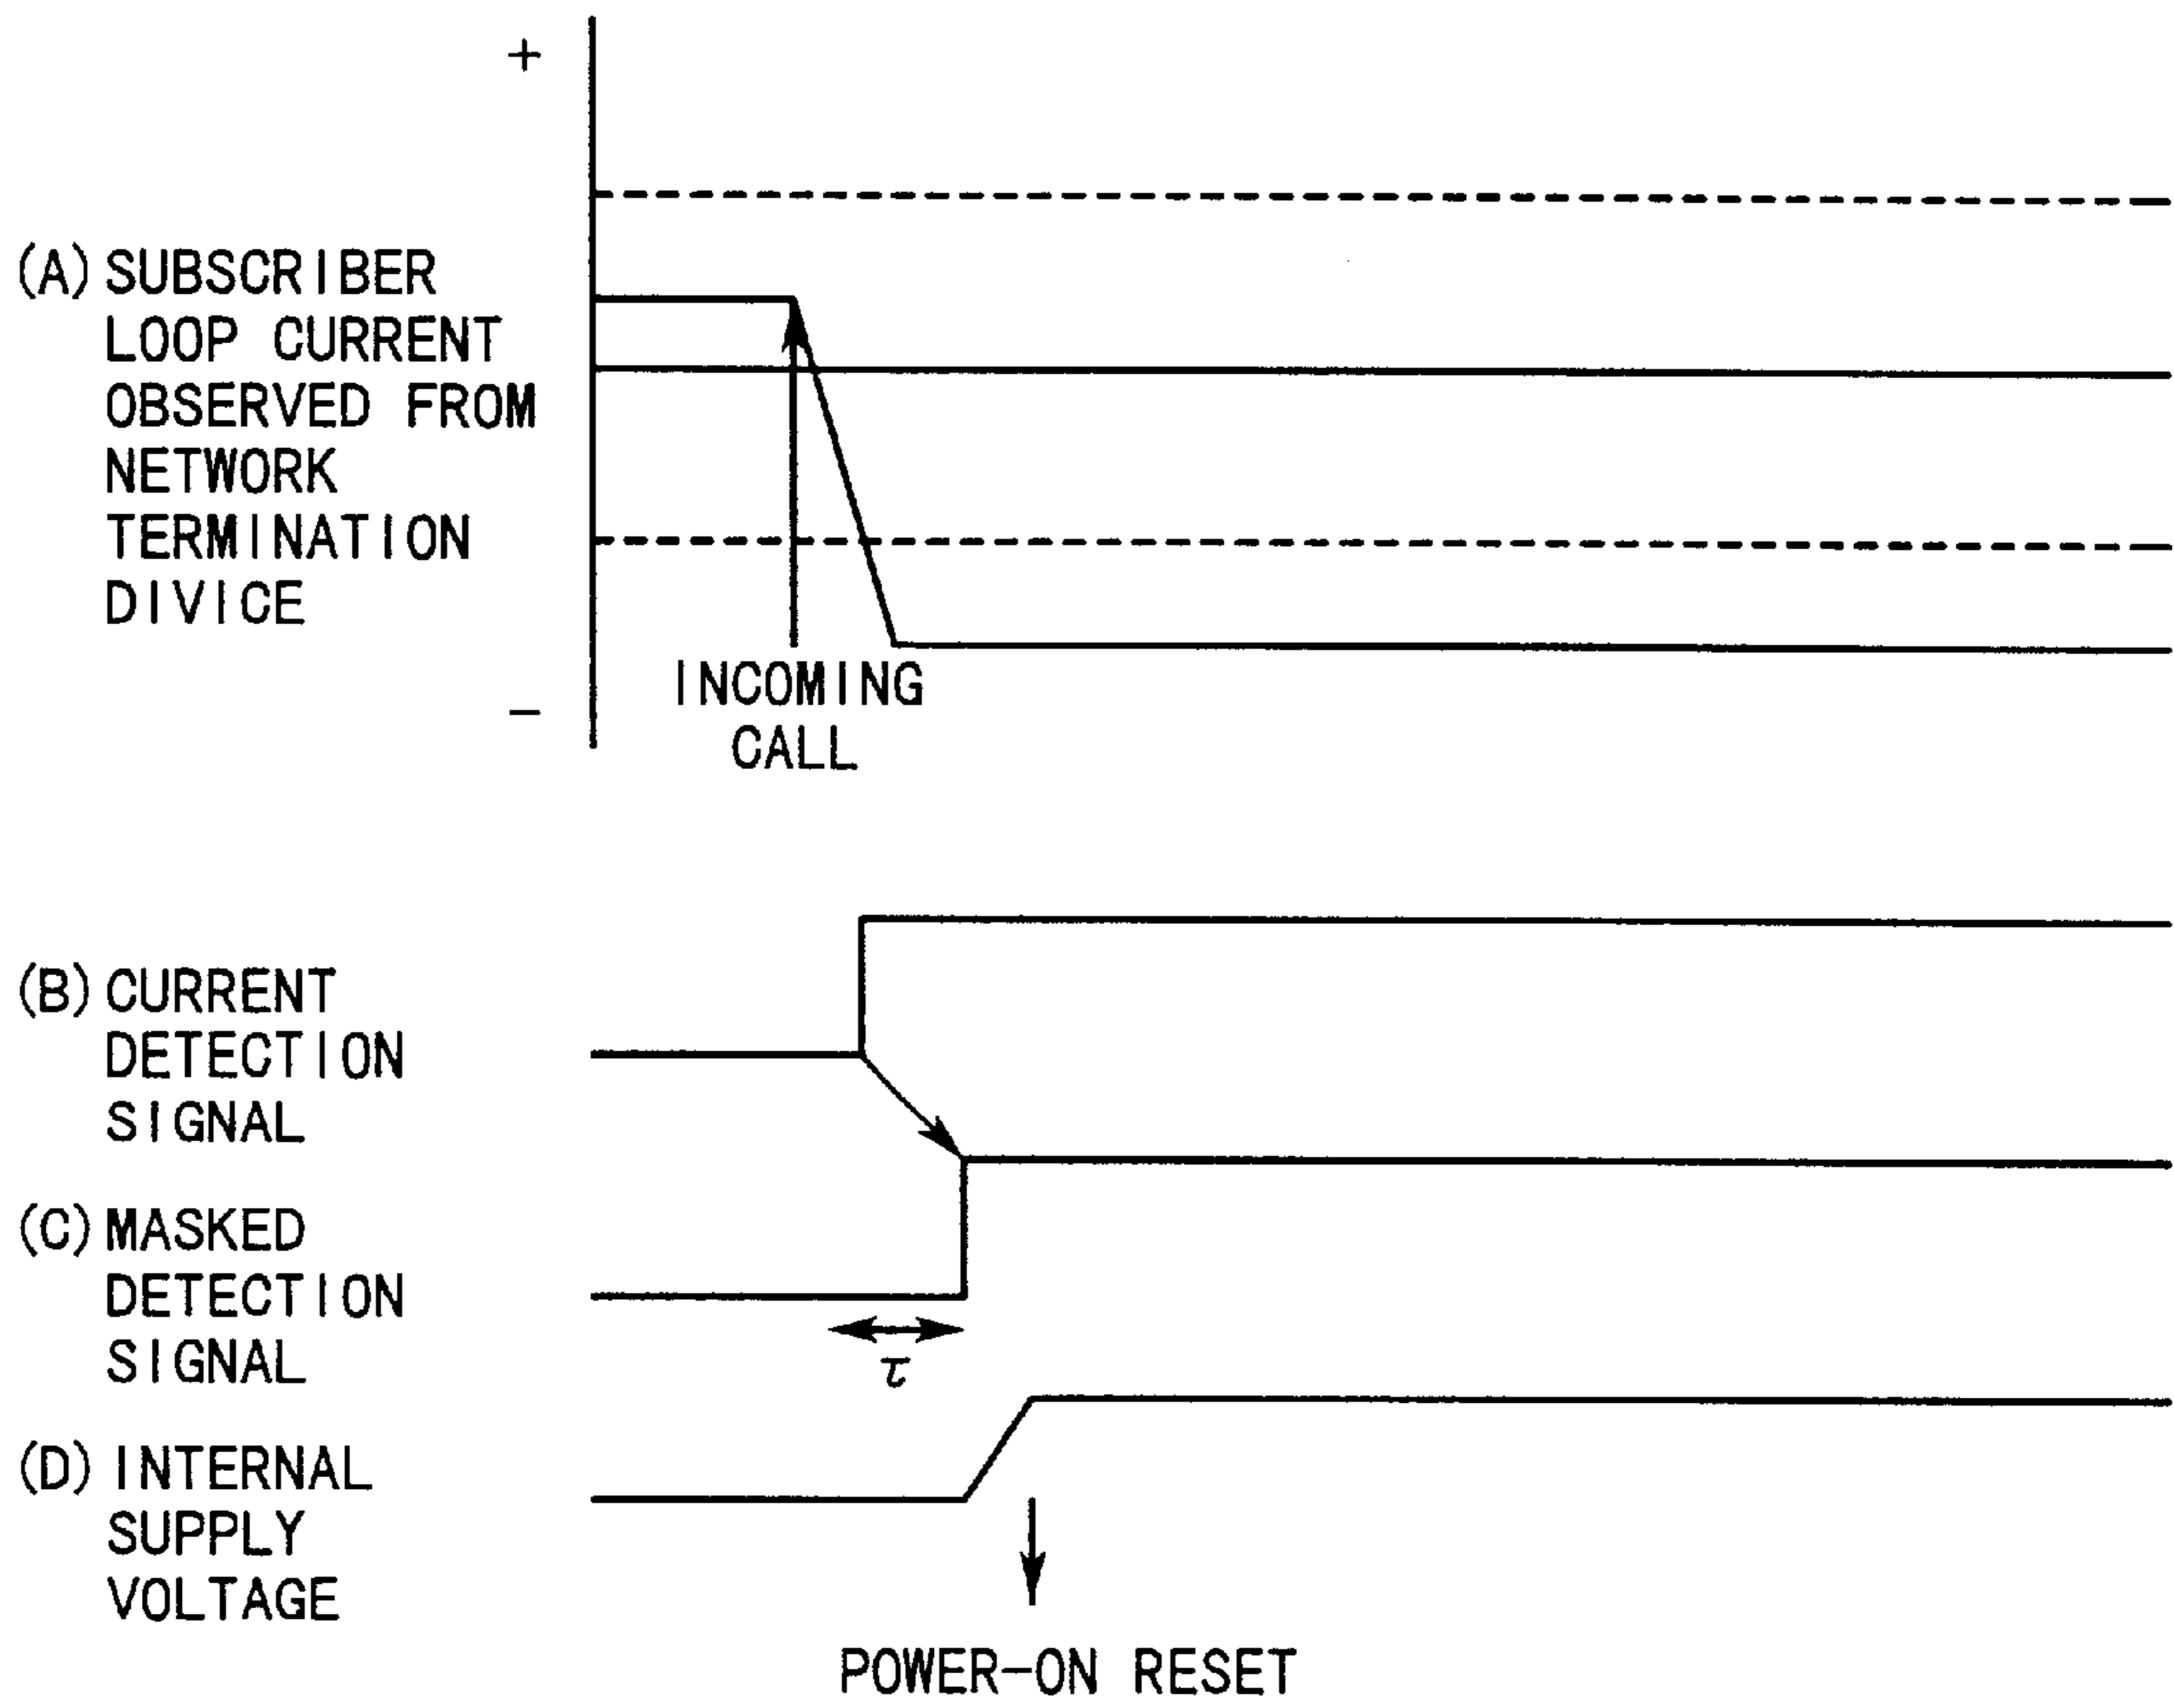 +
(A) SUBSCRIBER
LOOP CURRENT
OBSERVED FROM
NETWORK
TERMINATION
DIVICE
−
INCOMING
CALL
(B) CURRENT
DETECTION
SIGNAL
(C) MASKED
DETECTION
SIGNAL
τ
(D) INTERNAL
SUPPLY
VOLTAGE
POWER-ON RESET